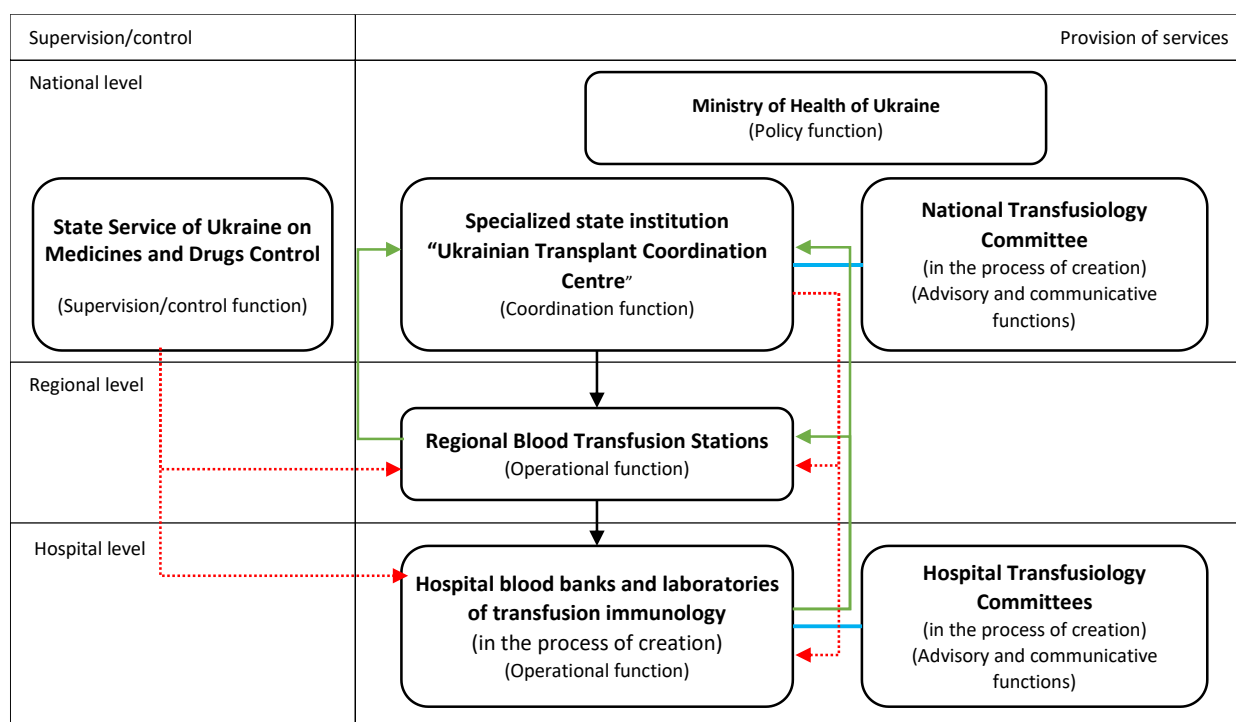 Supervision/control
Provision of services
National level
Ministry of Health of Ukraine
(Policy function)
State Service of Ukraine on
Medicines and Drugs Control
(Supervision/control function)
Specialized state institution
“Ukrainian Transplant Coordination
Centre”
(Coordination function)
National Transfusiology
Committee
(in the process of creation)
(Advisory and communicative
functions)
Regional level
Regional Blood Transfusion Stations
(Operational function)
Hospital level
Hospital blood banks and laboratories
of transfusion immunology
(in the process of creation)
(Operational function)
Hospital Transfusiology
Committees
(in the process of creation)
(Advisory and communicative
functions)